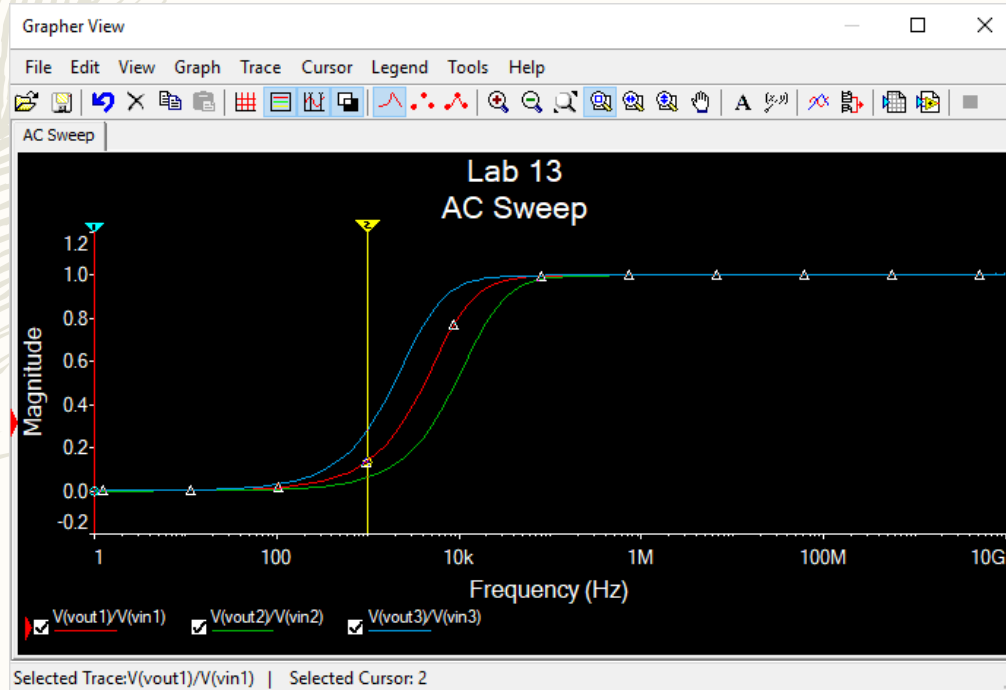 Grapher View
File Edit View Graph Trace Cursor Legend Tools Help
A (x,y)
AC Sweep
Lab 13
AC Sweep
1 2
1.2
1.0
0.8
0.6
0.4
0.2
0.0
-0.2
Magnitude
1 100 10k 1M 100M 10G
Frequency (Hz)
V(vout1)/V(vin1) V(vout2)/V(vin2) V(vout3)/V(vin3)
Selected Trace:V(vout1)/V(vin1) | Selected Cursor: 2